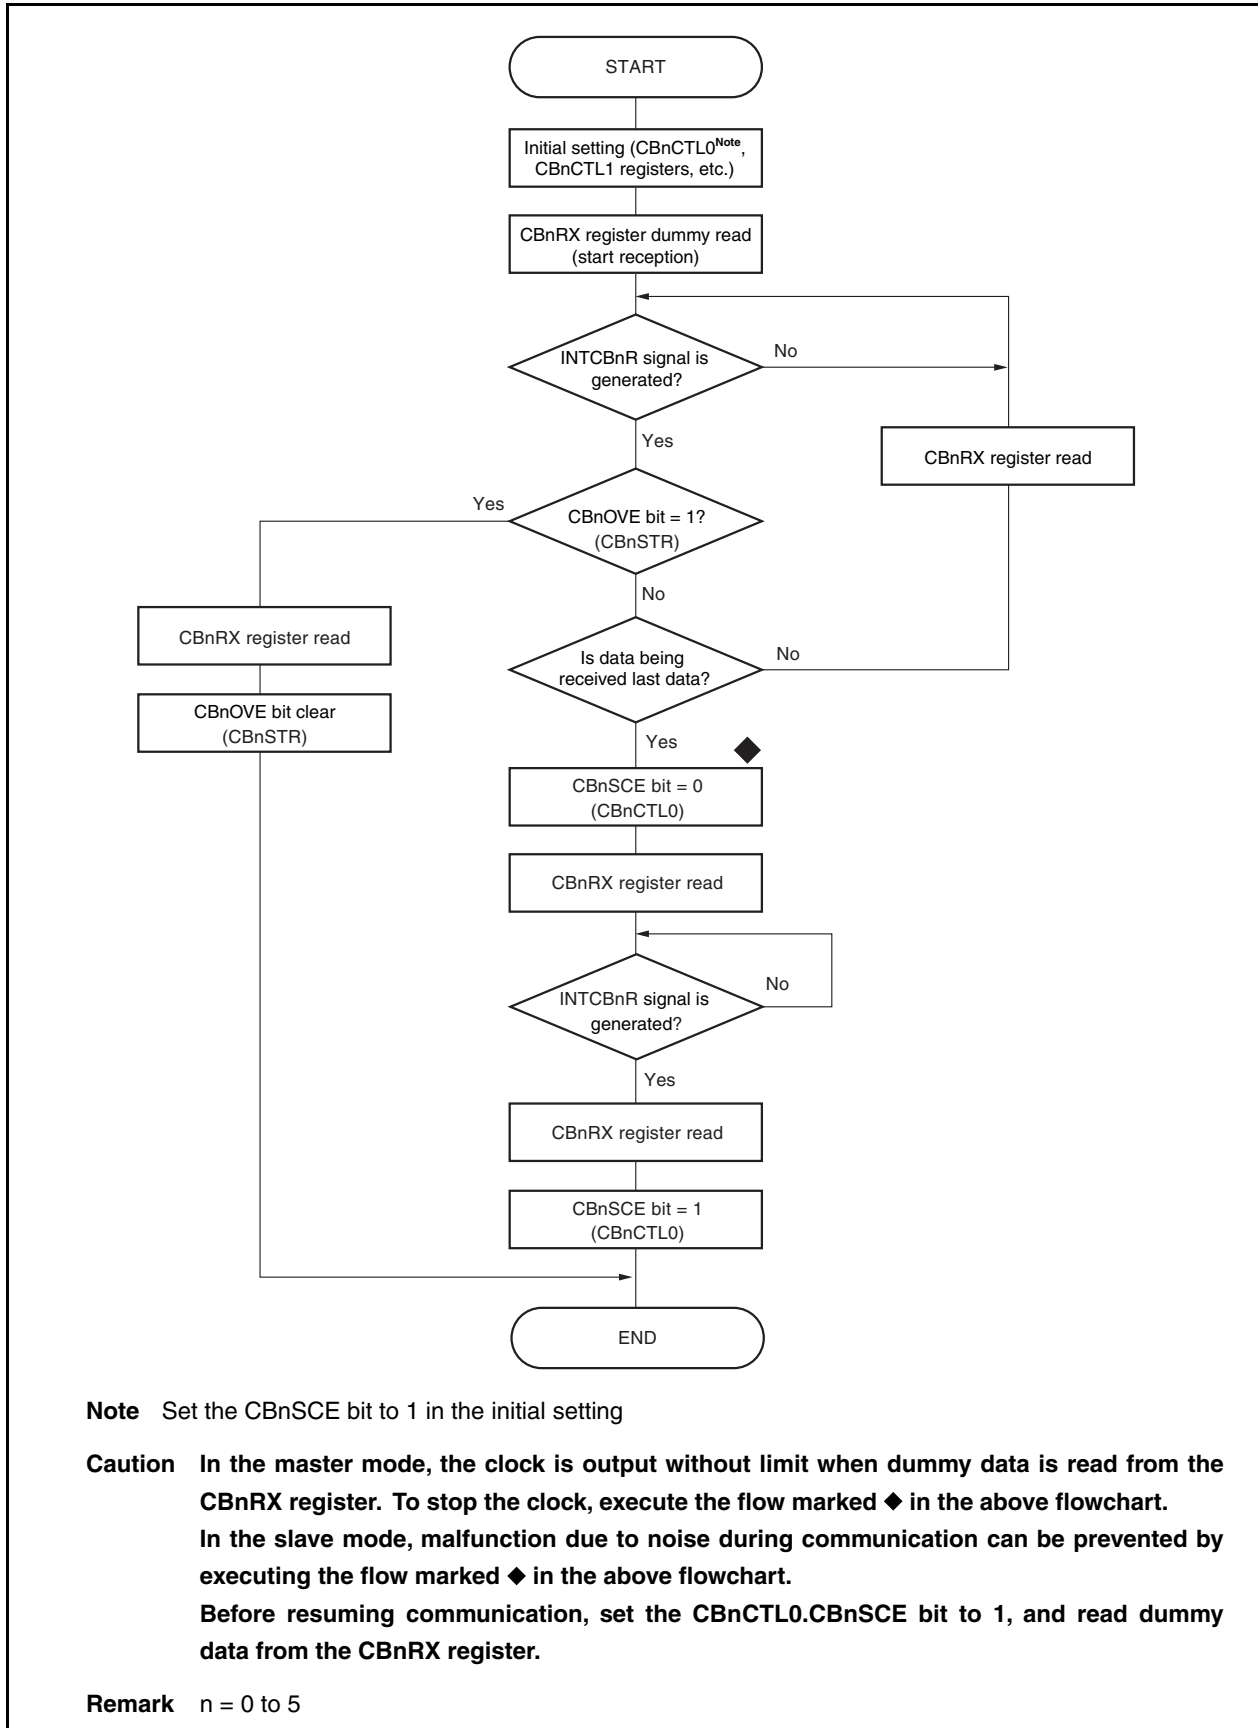 START
Initial setting (CBnCTL0Note,
CBnCTL1 registers, etc.)
CBnRX register dummy read
(start reception)
INTCBnR signal is
generated?
No
Yes
CBnRX register read
Yes
CBnOVE bit = 1?
(CBnSTR)
No
CBnRX register read
Is data being
received last data?
No
CBnOVE bit clear
(CBnSTR)
Yes ◆
CBnSCE bit = 0
(CBnCTL0)
CBnRX register read
INTCBnR signal is
generated?
No
Yes
CBnRX register read
CBnSCE bit = 1
(CBnCTL0)
END
Note Set the CBnSCE bit to 1 in the initial setting
Caution In the master mode, the clock is output without limit when dummy data is read from the
CBnRX register. To stop the clock, execute the flow marked ◆ in the above flowchart.
In the slave mode, malfunction due to noise during communication can be prevented by
executing the flow marked ◆ in the above flowchart.
Before resuming communication, set the CBnCTL0.CBnSCE bit to 1, and read dummy
data from the CBnRX register.
Remark n = 0 to 5